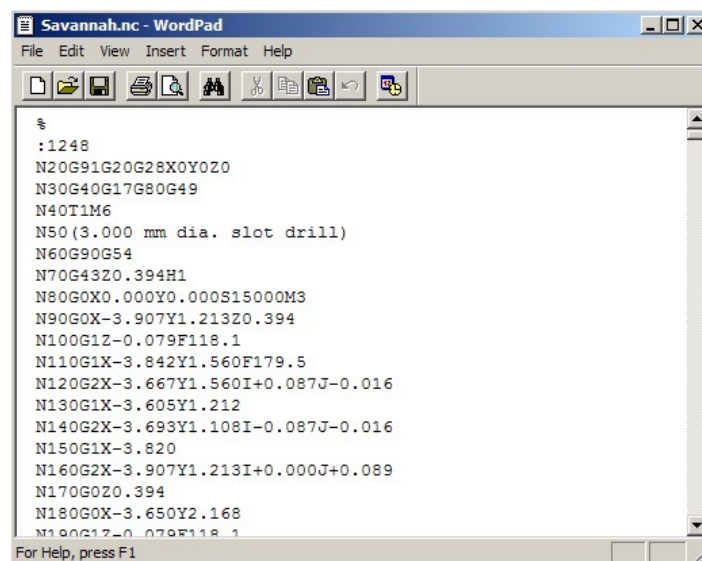 Savannah.nc - WordPad
File Edit View Insert Format Help
%
:1248
N20G91G20G28X0Y0Z0
N30G40G17G80G49
N40T1M6
N50(3.000 mm dia. slot drill)
N60G90G54
N70G43Z0.394H1
N80G0X0.000Y0.000S15000M3
N90G0X-3.907Y1.213Z0.394
N100G1Z-0.079F118.1
N110G1X-3.842Y1.560F179.5
N120G2X-3.667Y1.560I+0.087J-0.016
N130G1X-3.605Y1.212
N140G2X-3.693Y1.108I-0.087J-0.016
N150G1X-3.820
N160G2X-3.907Y1.213I+0.000J+0.089
N170G0Z0.394
N180G0X-3.650Y2.168
N190G1Z-0.079F118.1
For Help, press F1